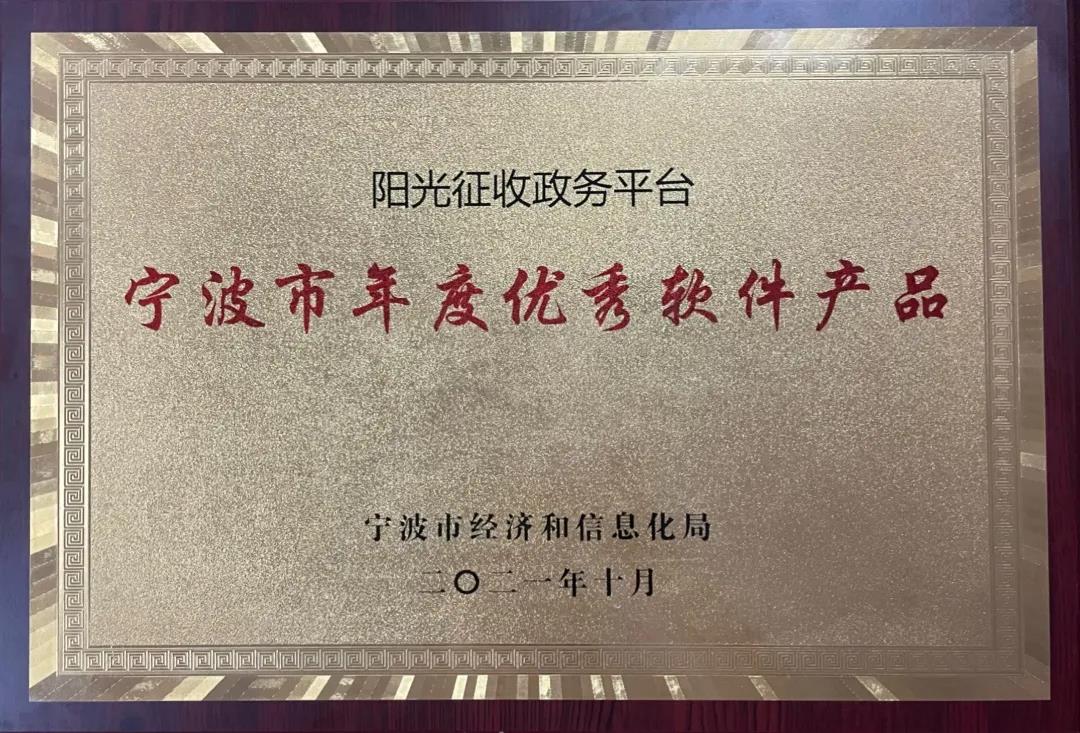 阳光征收政务平台
宁波市年度优秀软件产品
宁波市经济和信息化局
二〇二一年十月